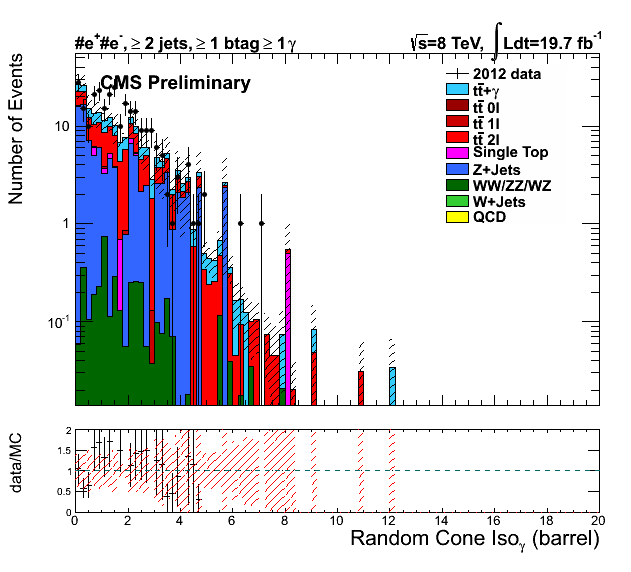 #e⁺#e⁻, ≥ 2 jets, ≥ 1 btag ≥ 1 γ
√s=8 TeV, ∫Ldt=19.7 fb⁻¹
CMS Preliminary
2012 data
tt̄+γ
tt̄ 0l
tt̄ 1l
tt̄ 2l
Single Top
Z+Jets
WW/ZZ/WZ
W+Jets
QCD
Number of Events
10
1
10⁻¹
data/MC
2
1.5
1
0.5
0
0 2 4 6 8 10 12 14 16 18 20
Random Cone Iso_γ (barrel)